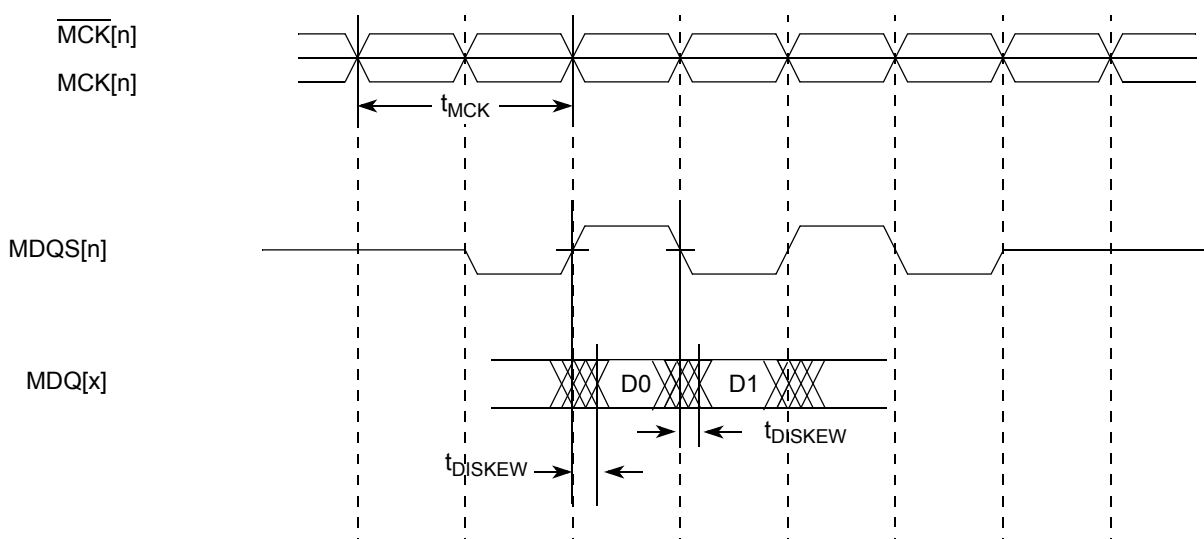 MCK[n]
MCK[n]
tMCK
MDQS[n]
MDQ[x]
D0
D1
tDISKEW
tDISKEW